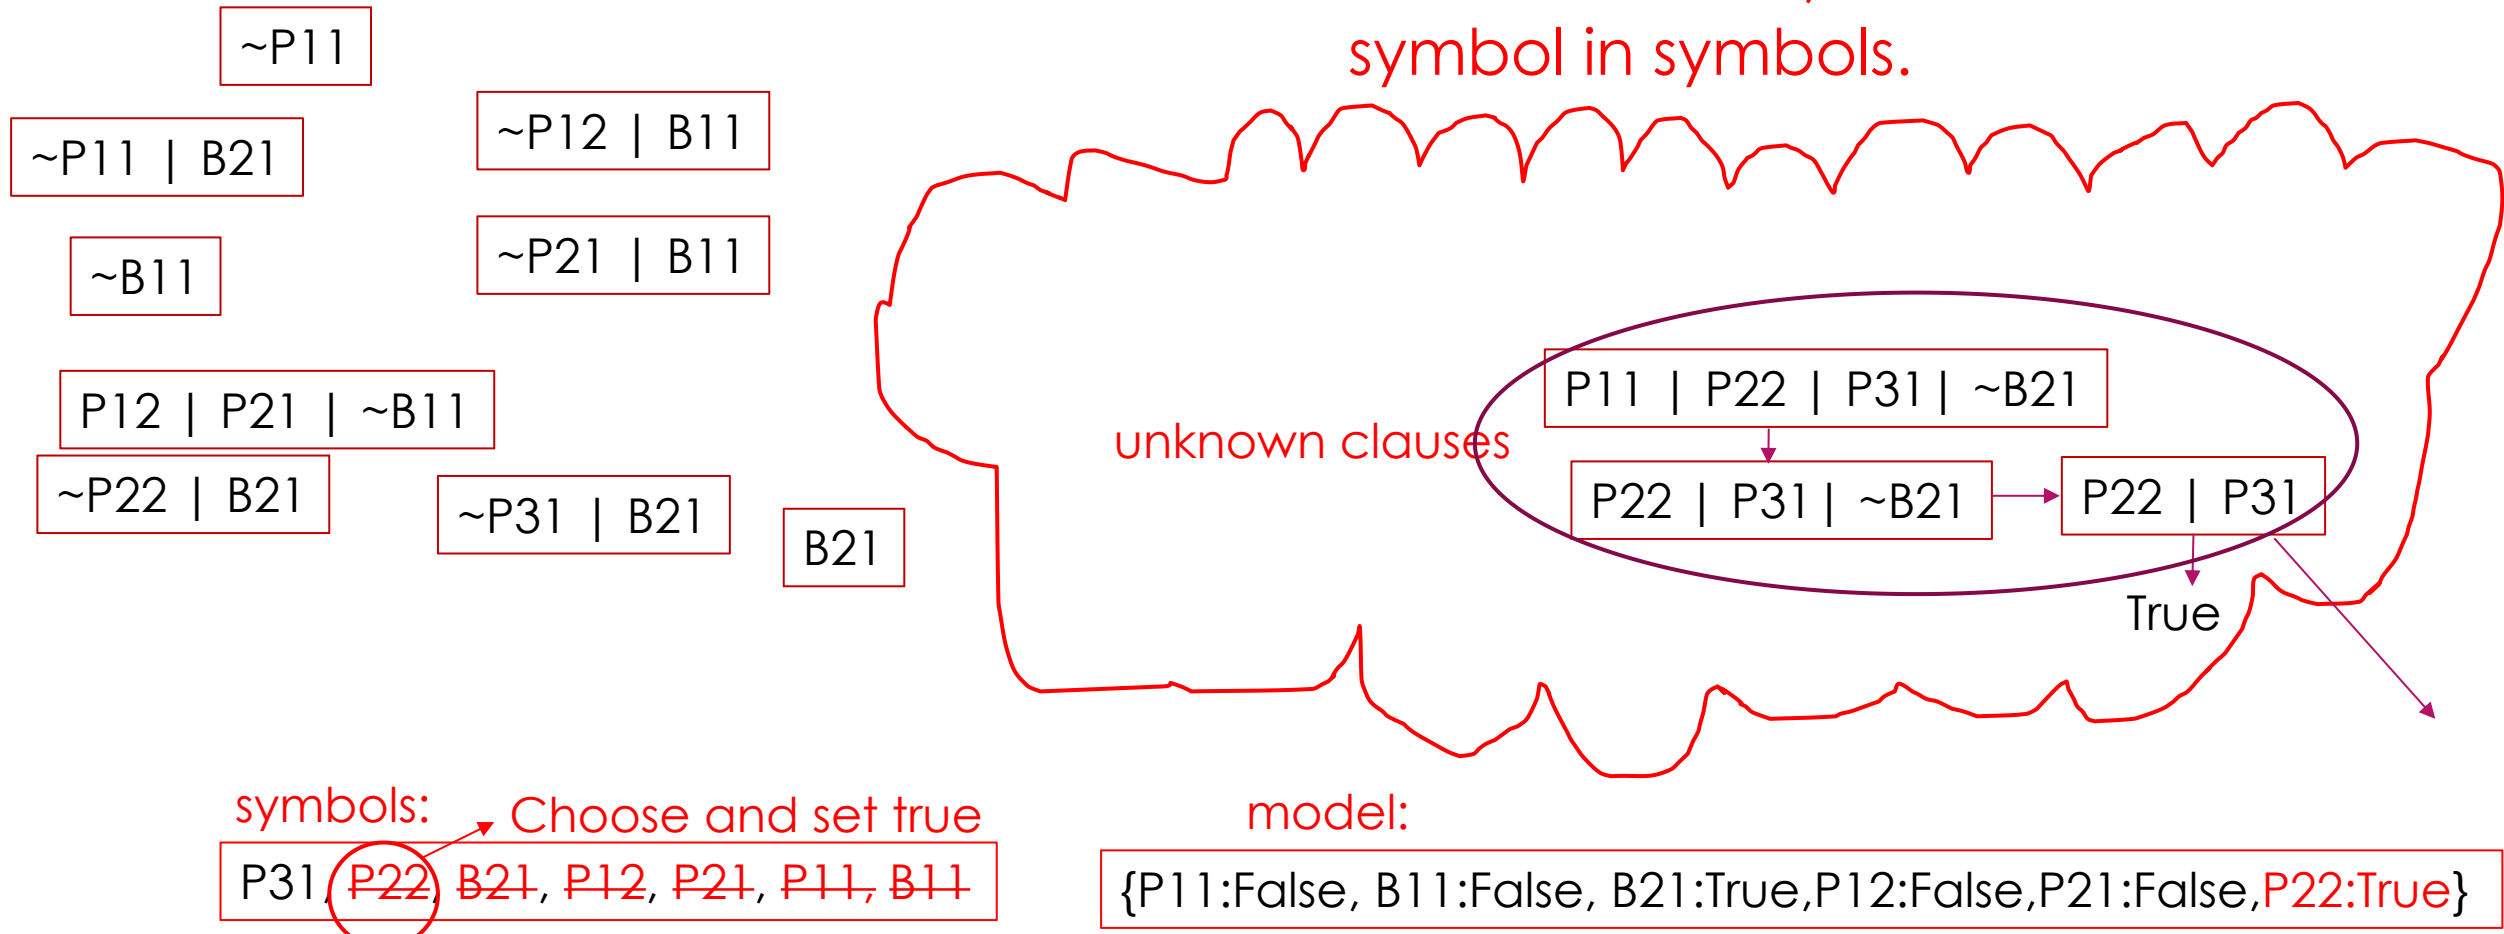 symbol in symbols.
~P11
~P11 | B21
~P12 | B11
~B11
~P21 | B11
P12 | P21 | ~B11
~P22 | B21
~P31 | B21
B21
unknown clauses
P11 | P22 | P31| ~B21
P22 | P31| ~B21
P22 | P31
True
symbols:
Choose and set true
P31, P22, B21, P12, P21, P11, B11
model:
{P11:False, B11:False, B21:True,P12:False,P21:False,P22:True}